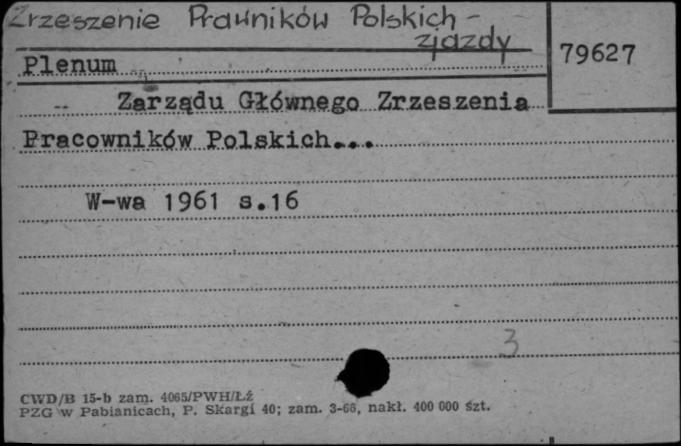 Zrzeszenie Prawników Polskich -
zjazdy
79627
Plenum
-- Zarządu Głównego Zrzeszenia
Pracowników Polskich...
W-wa 1961 s.16
3
CWD/B 15-b zam. 4065/PWH/Łź
PZG w Pabianicach, P. Skargi 40; zam. 3-66, nakł. 400 000 szt.